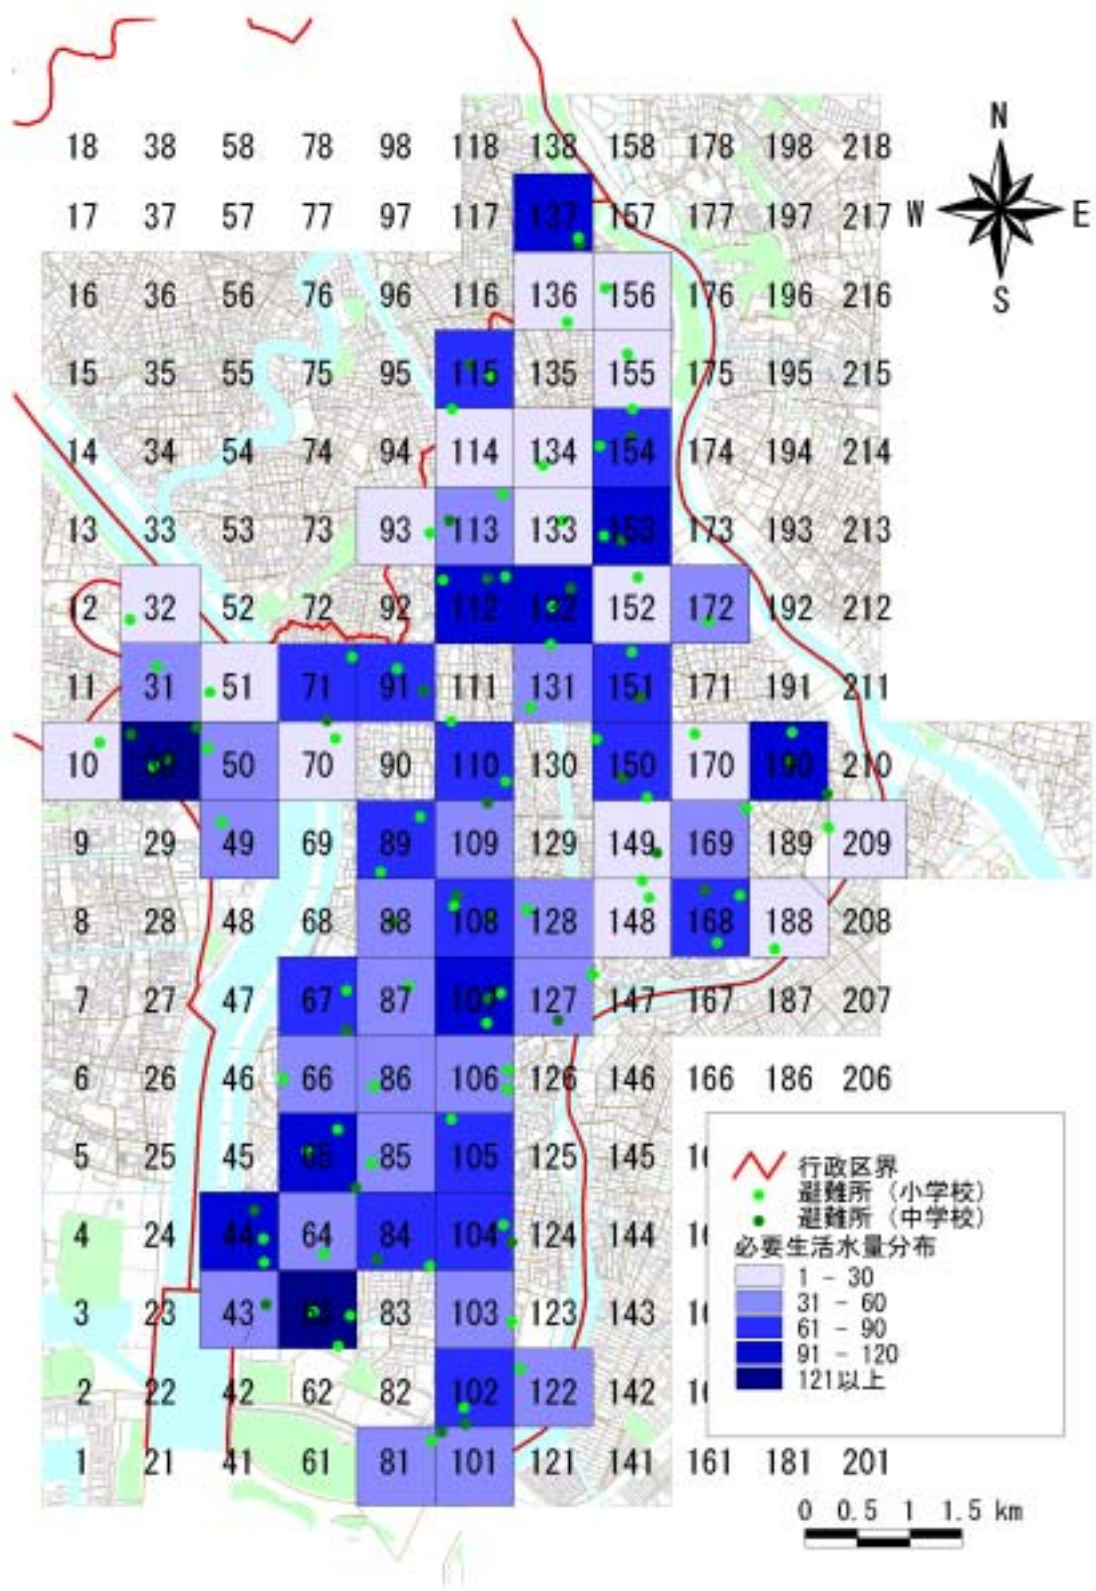 N
18 38 58 78 98 118 138 158 178 198 218
17 37 57 77 97 117 137 157 177 197 217 W E
16 36 56 76 96 116 136 156 176 196 216 S
15 35 55 75 95 115 135 155 175 195 215
14 34 54 74 94 114 134 154 174 194 214
13 33 53 73 93 113 133 153 173 193 213
12 32 52 72 92 112 132 152 172 192 212
11 31 51 71 91 111 131 151 171 191 211
10 50 70 90 110 130 150 170 190 210
9 29 49 69 89 109 129 149 169 189 209
8 28 48 68 88 108 128 148 168 188 208
7 27 47 67 87 107 127 147 167 187 207
6 26 46 66 86 106 126 146 166 186 206
5 25 45 65 85 105 125 145
4 24 44 64 84 104 124 144
3 23 43 83 103 123 143
2 22 42 62 82 102 122 142
1 21 41 61 81 101 121 141 161 181 201
行政区界
避難所（小学校）
避難所（中学校）
必要生活水量分布
1 - 30
31 - 60
61 - 90
91 - 120
121以上
0 0.5 1 1.5 km